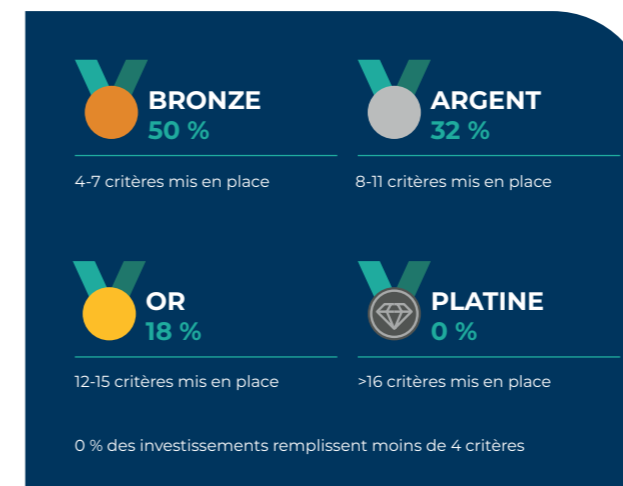 BRONZE
50 %
4-7 critères mis en place
ARGENT
32 %
8-11 critères mis en place
OR
18 %
12-15 critères mis en place
PLATINE
0 %
>16 critères mis en place
0 % des investissements remplissent moins de 4 critères